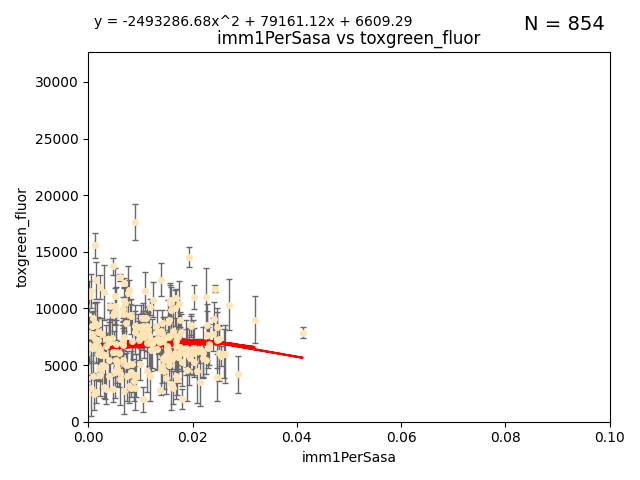 y = -2493286.68x^2 + 79161.12x + 6609.29
N = 854
imm1PerSasa vs toxgreen_fluor
30000
25000
20000
15000
10000
5000
0
toxgreen_fluor
0.00 0.02 0.04 0.06 0.08 0.10
imm1PerSasa